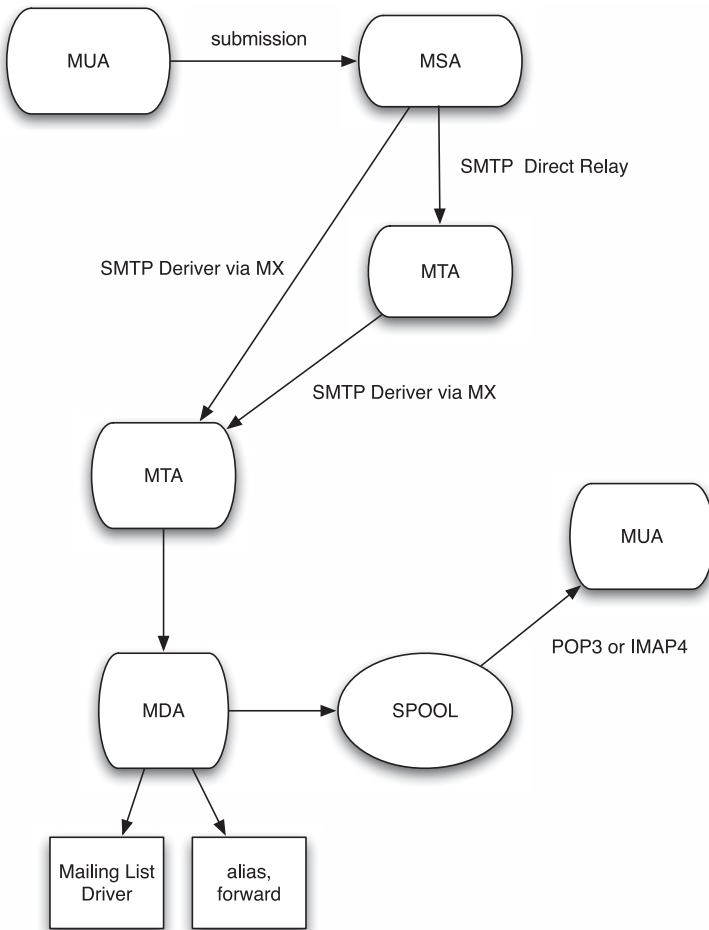 submission
MUA
MSA
SMTP Direct Relay
SMTP Deriver via MX
MTA
SMTP Deriver via MX
MTA
MUA
POP3 or IMAP4
MDA
SPOOL
Mailing List
Driver
alias,
forward